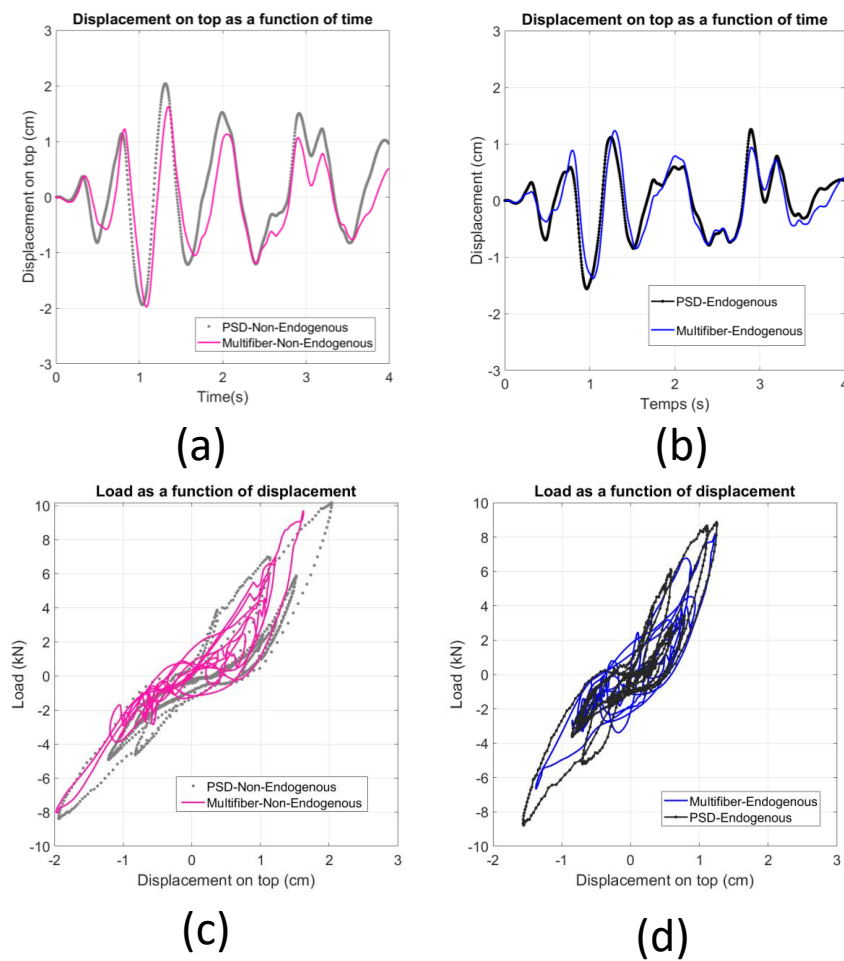 Displacement on top as a function of time
3
2
1
0
-1
-2
-3
Displacement on top (cm)
PSD-Non-Endogenous
Multifiber-Non-Endogenous
0
1
2
3
4
Time(s)
(a)
Displacement on top as a function of time
3
2
1
0
-1
-2
-3
Displacement (cm)
PSD-Endogenous
Multifiber-Endogenous
0
1
2
3
4
Temps (s)
(b)
Load as a function of displacement
10
8
6
4
2
0
-2
-4
-6
-8
-10
Load (kN)
PSD-Non-Endogenous
Multifiber-Non-Endogenous
-2
-1
0
1
2
3
Displacement on top (cm)
(c)
Load as a function of displacement
10
8
6
4
2
0
-2
-4
-6
-8
-10
Load (kN)
Multifiber-Endogenous
PSD-Endogenous
-2
-1
0
1
2
3
Displacement on top (cm)
(d)